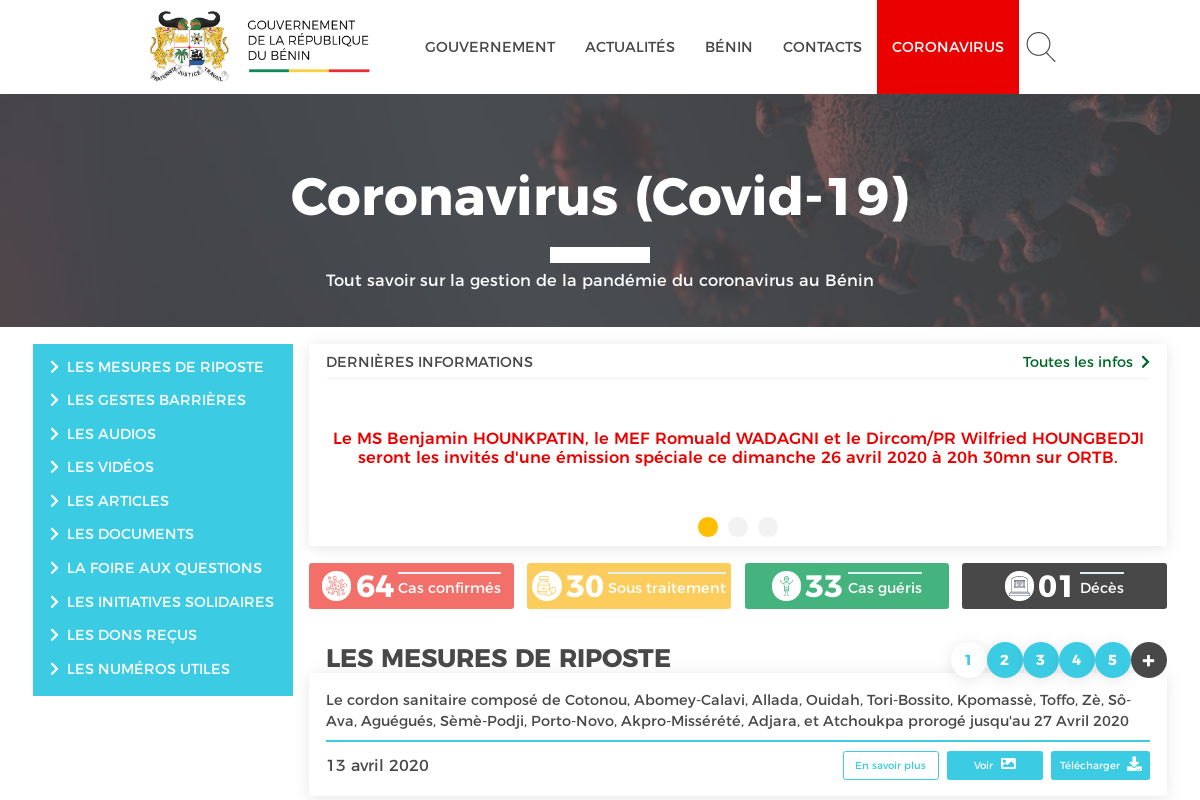 FRATERNITÉ JUSTICE TRAVAIL
GOUVERNEMENT
DE LA RÉPUBLIQUE
DU BÉNIN
GOUVERNEMENT
ACTUALITÉS
BÉNIN
CONTACTS
CORONAVIRUS
Coronavirus (Covid-19)
Tout savoir sur la gestion de la pandémie du coronavirus au Bénin
LES MESURES DE RIPOSTE
LES GESTES BARRIÈRES
LES AUDIOS
LES VIDÉOS
LES ARTICLES
LES DOCUMENTS
LA FOIRE AUX QUESTIONS
LES INITIATIVES SOLIDAIRES
LES DONS REÇUS
LES NUMÉROS UTILES
DERNIÈRES INFORMATIONS
Toutes les infos
Le MS Benjamin HOUNKPATIN, le MEF Romuald WADAGNI et le Dircom/PR Wilfried HOUNGBEDJI
seront les invités d'une émission spéciale ce dimanche 26 avril 2020 à 20h 30mn sur ORTB.
64 Cas confirmés
30 Sous traitement
33 Cas guéris
01 Décès
LES MESURES DE RIPOSTE
1 2 3 4 5 +
Le cordon sanitaire composé de Cotonou, Abomey-Calavi, Allada, Ouidah, Tori-Bossito, Kpomassè, Toffo, Zè, Sô-
Ava, Aguégués, Sèmè-Podji, Porto-Novo, Akpro-Missérété, Adjara, et Atchoukpa prorogé jusqu'au 27 Avril 2020
13 avril 2020
En savoir plus
Voir
Télécharger